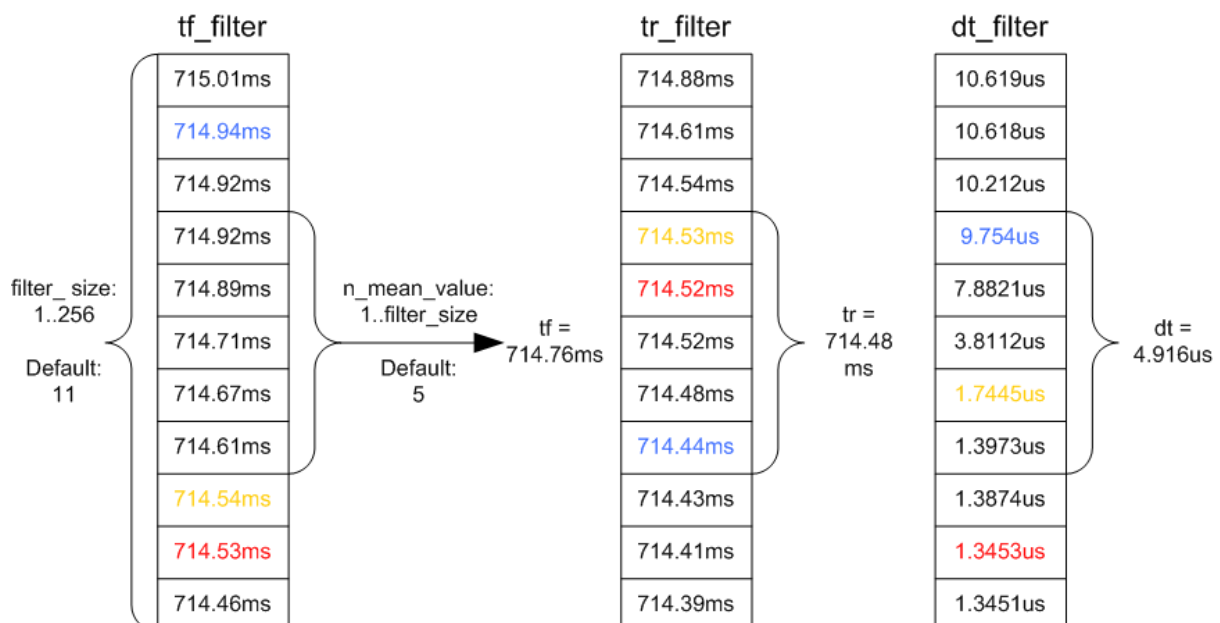 tf_filter
715.01ms
714.94ms
714.92ms
714.92ms
714.89ms
714.71ms
714.67ms
714.61ms
714.54ms
714.53ms
714.46ms
filter_ size:
1..256
Default:
11
n_mean_value:
1..filter_size
Default:
5
tf =
714.76ms
tr_filter
714.88ms
714.61ms
714.54ms
714.53ms
714.52ms
714.52ms
714.48ms
714.44ms
714.43ms
714.41ms
714.39ms
tr =
714.48
ms
dt_filter
10.619us
10.618us
10.212us
9.754us
7.8821us
3.8112us
1.7445us
1.3973us
1.3874us
1.3453us
1.3451us
dt =
4.916us